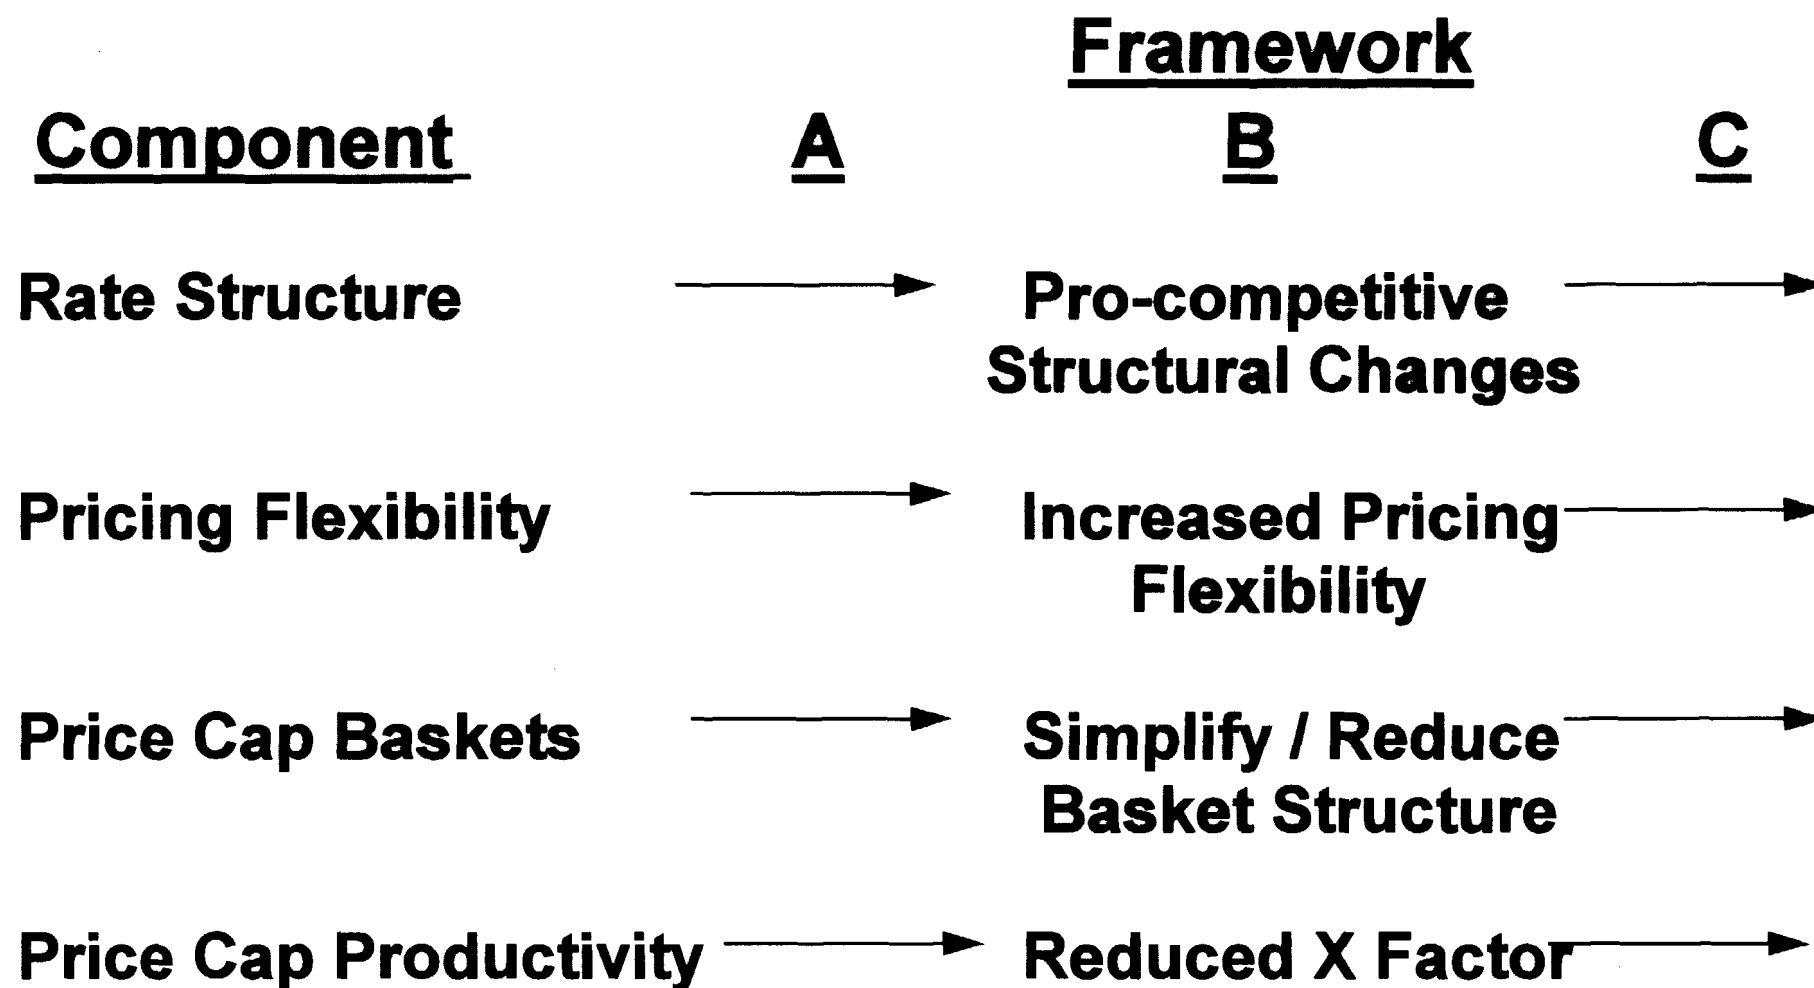 Framework
Component A B C
Rate Structure Pro-competitive
Structural Changes
Pricing Flexibility Increased Pricing
Flexibility
Price Cap Baskets Simplify / Reduce
Basket Structure
Price Cap Productivity Reduced X Factor